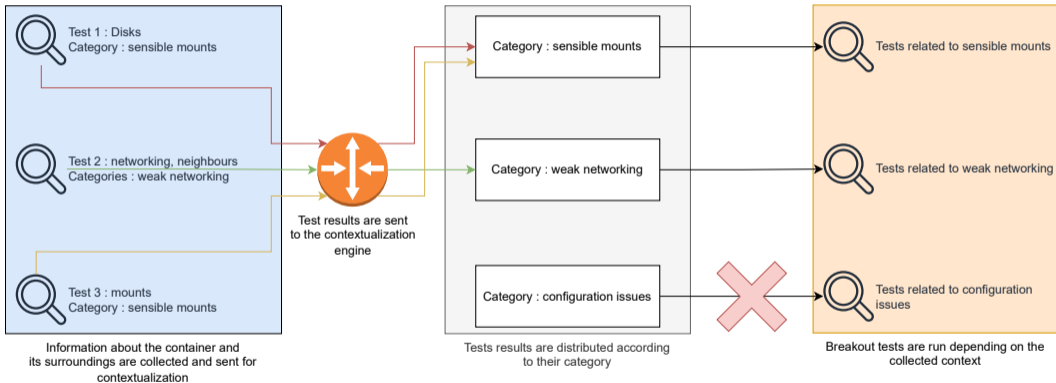 Test 1 : Disks
Category : sensible mounts
Test 2 : networking, neighbours
Categories : weak networking
Test 3 : mounts
Category : sensible mounts
Information about the container and
its surroundings are collected and sent for
contextualization
Test results are sent
to the contextualization
engine
Category : sensible mounts
Category : weak networking
Category : configuration issues
Tests results are distributed according
to their category
Tests related to sensible mounts
Tests related to weak networking
Tests related to configuration
issues
Breakout tests are run depending on the
collected context